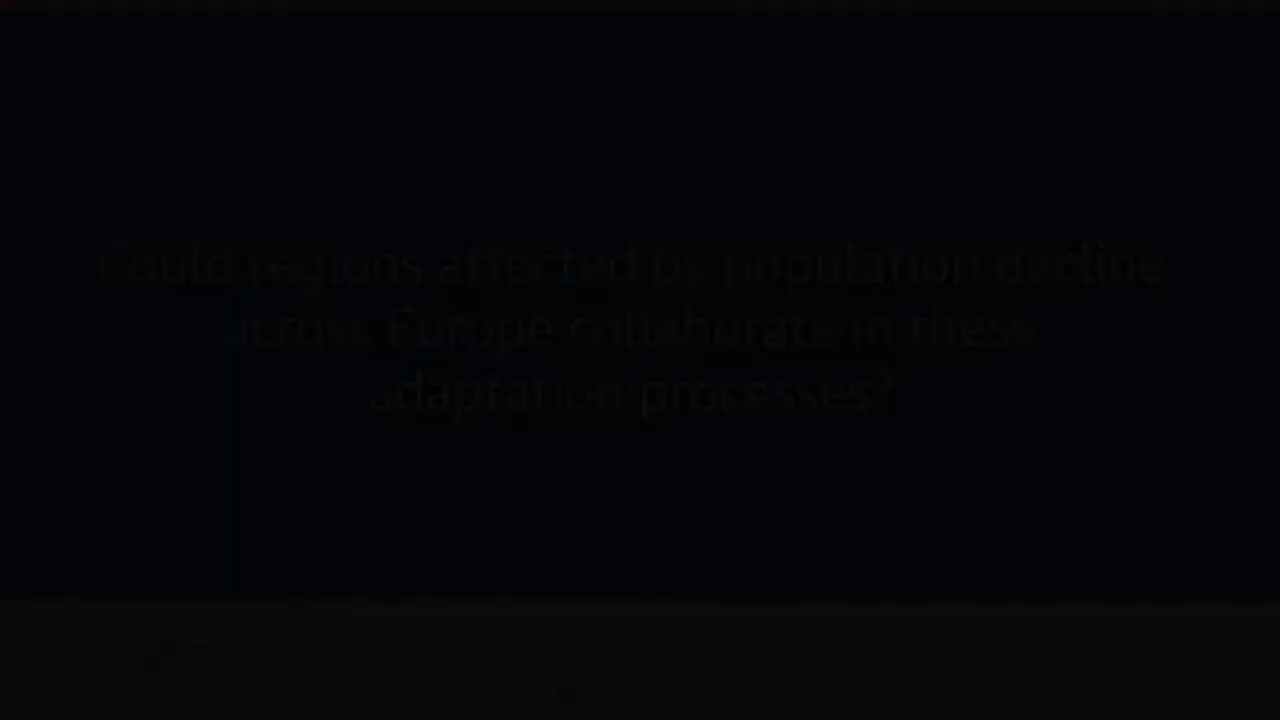 Could regions affected by population decline
across Europe collaborate in these
adaptation processes?